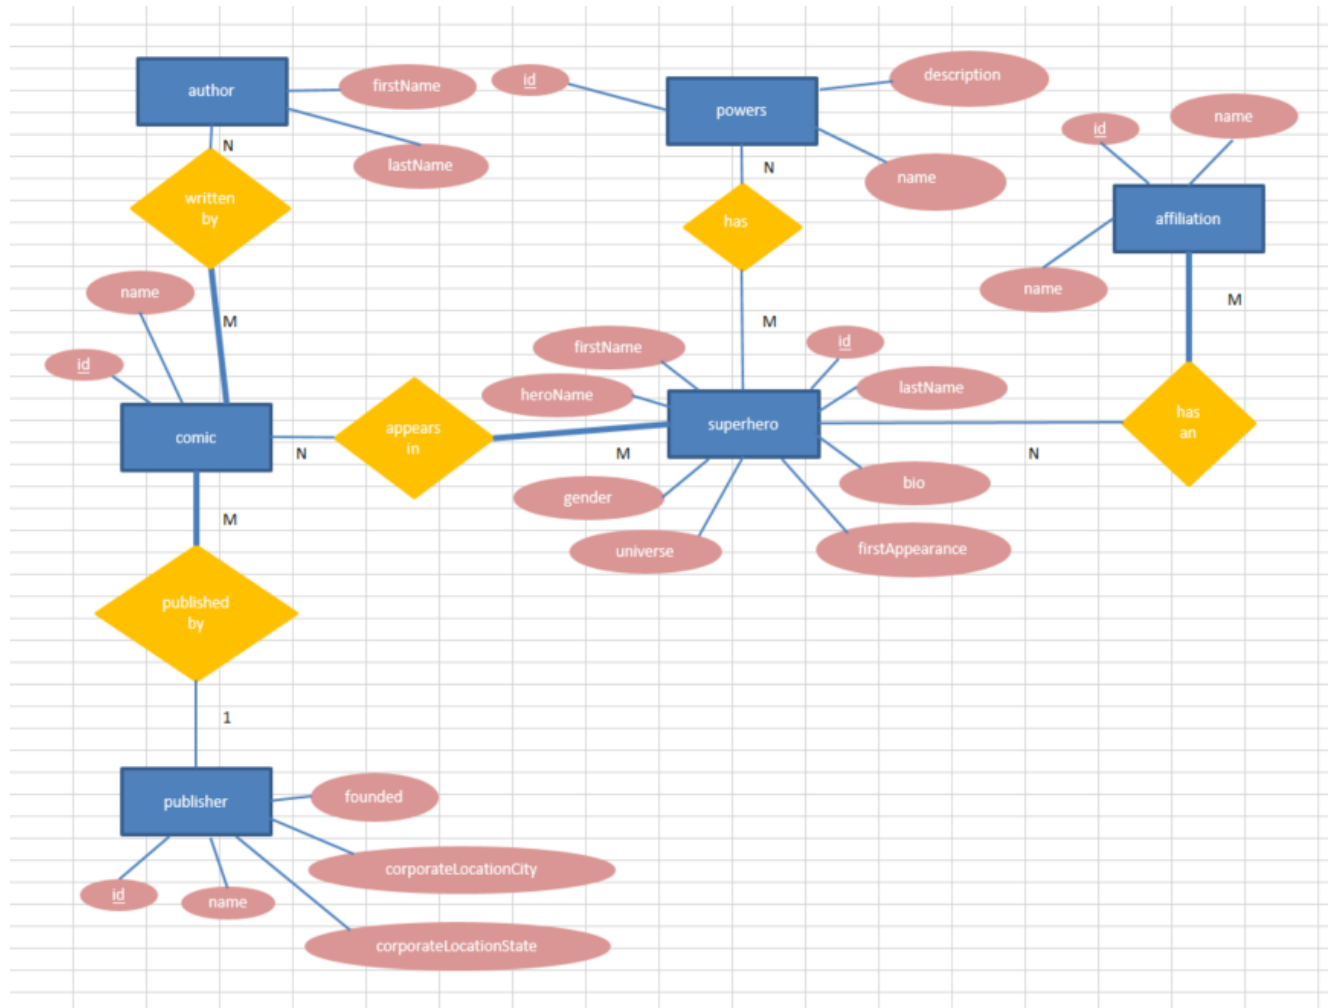 author
firstName
lastName
N
written
by
M
name
id
comic
id
powers
description
name
N
has
M
id
name
affiliation
name
M
has
an
N
firstName
heroName
id
lastName
superhero
appears
in
N
M
gender
universe
bio
firstAppearance
M
published
by
1
publisher
founded
corporateLocationCity
corporateLocationState
id
name